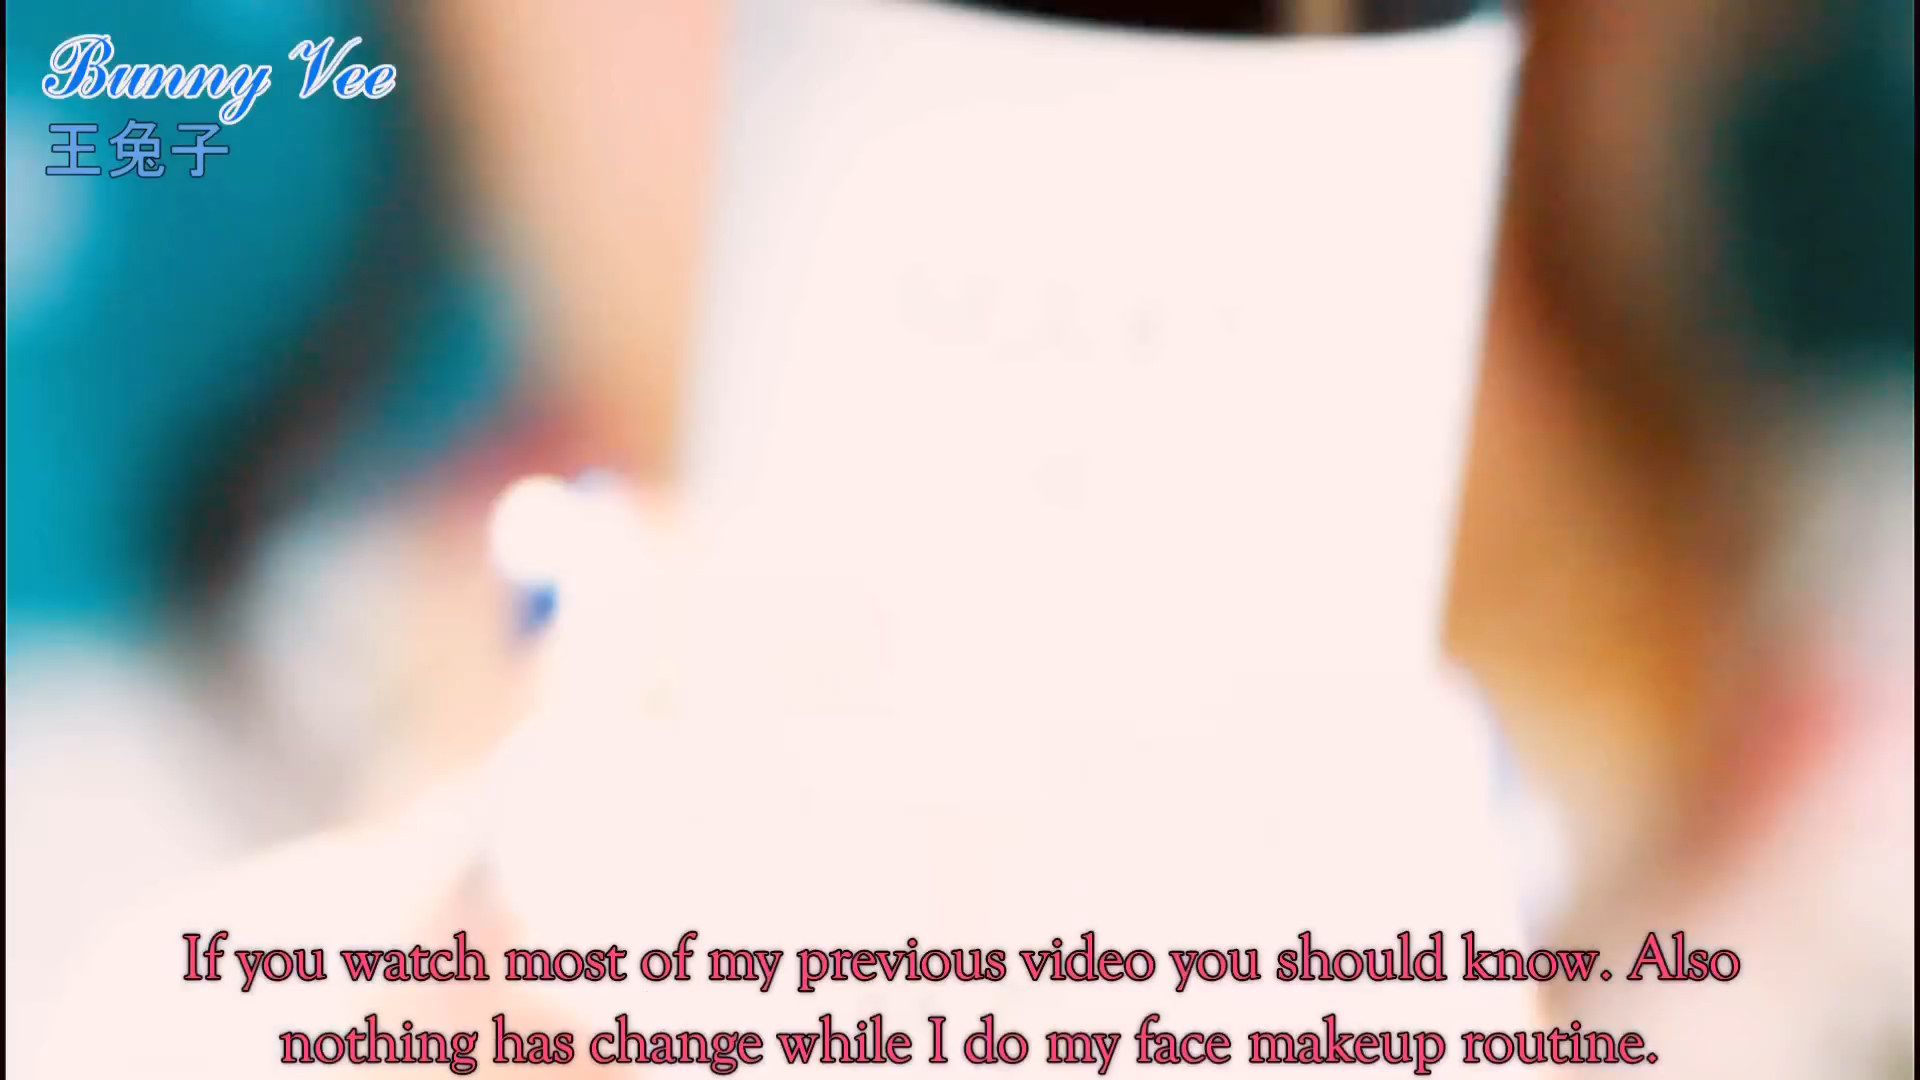 Bunny Vee
王兔子
If you watch most of my previous video you should know. Also
nothing has change while I do my face makeup routine.